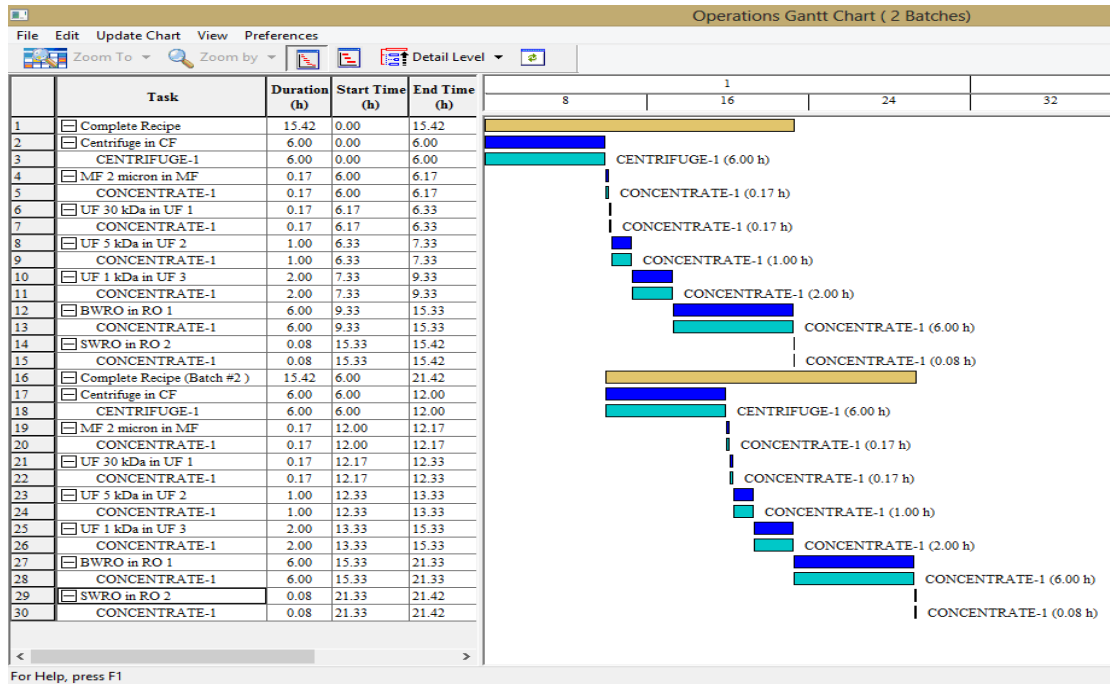 Operations Gantt Chart ( 2 Batches)
File Edit Update Chart View Preferences
Zoom To Zoom by Detail Level
Task Duration (h) Start Time (h) End Time (h)
1
8 16 24 32
1 Complete Recipe 15.42 0.00 15.42
2 Centrifuge in CF 6.00 0.00 6.00
3 CENTRIFUGE-1 6.00 0.00 6.00 CENTRIFUGE-1 (6.00 h)
4 MF 2 micron in MF 0.17 6.00 6.17
5 CONCENTRATE-1 0.17 6.00 6.17 CONCENTRATE-1 (0.17 h)
6 UF 30 kDa in UF 1 0.17 6.17 6.33
7 CONCENTRATE-1 0.17 6.17 6.33 CONCENTRATE-1 (0.17 h)
8 UF 5 kDa in UF 2 1.00 6.33 7.33
9 CONCENTRATE-1 1.00 6.33 7.33 CONCENTRATE-1 (1.00 h)
10 UF 1 kDa in UF 3 2.00 7.33 9.33
11 CONCENTRATE-1 2.00 7.33 9.33 CONCENTRATE-1 (2.00 h)
12 BWRO in RO 1 6.00 9.33 15.33
13 CONCENTRATE-1 6.00 9.33 15.33 CONCENTRATE-1 (6.00 h)
14 SWRO in RO 2 0.08 15.33 15.42
15 CONCENTRATE-1 0.08 15.33 15.42 CONCENTRATE-1 (0.08 h)
16 Complete Recipe (Batch #2 ) 15.42 6.00 21.42
17 Centrifuge in CF 6.00 6.00 12.00
18 CENTRIFUGE-1 6.00 6.00 12.00 CENTRIFUGE-1 (6.00 h)
19 MF 2 micron in MF 0.17 12.00 12.17
20 CONCENTRATE-1 0.17 12.00 12.17 CONCENTRATE-1 (0.17 h)
21 UF 30 kDa in UF 1 0.17 12.17 12.33
22 CONCENTRATE-1 0.17 12.17 12.33 CONCENTRATE-1 (0.17 h)
23 UF 5 kDa in UF 2 1.00 12.33 13.33
24 CONCENTRATE-1 1.00 12.33 13.33 CONCENTRATE-1 (1.00 h)
25 UF 1 kDa in UF 3 2.00 13.33 15.33
26 CONCENTRATE-1 2.00 13.33 15.33 CONCENTRATE-1 (2.00 h)
27 BWRO in RO 1 6.00 15.33 21.33
28 CONCENTRATE-1 6.00 15.33 21.33 CONCENTRATE-1 (6.00 h)
29 SWRO in RO 2 0.08 21.33 21.42
30 CONCENTRATE-1 0.08 21.33 21.42 CONCENTRATE-1 (0.08 h)
For Help, press F1